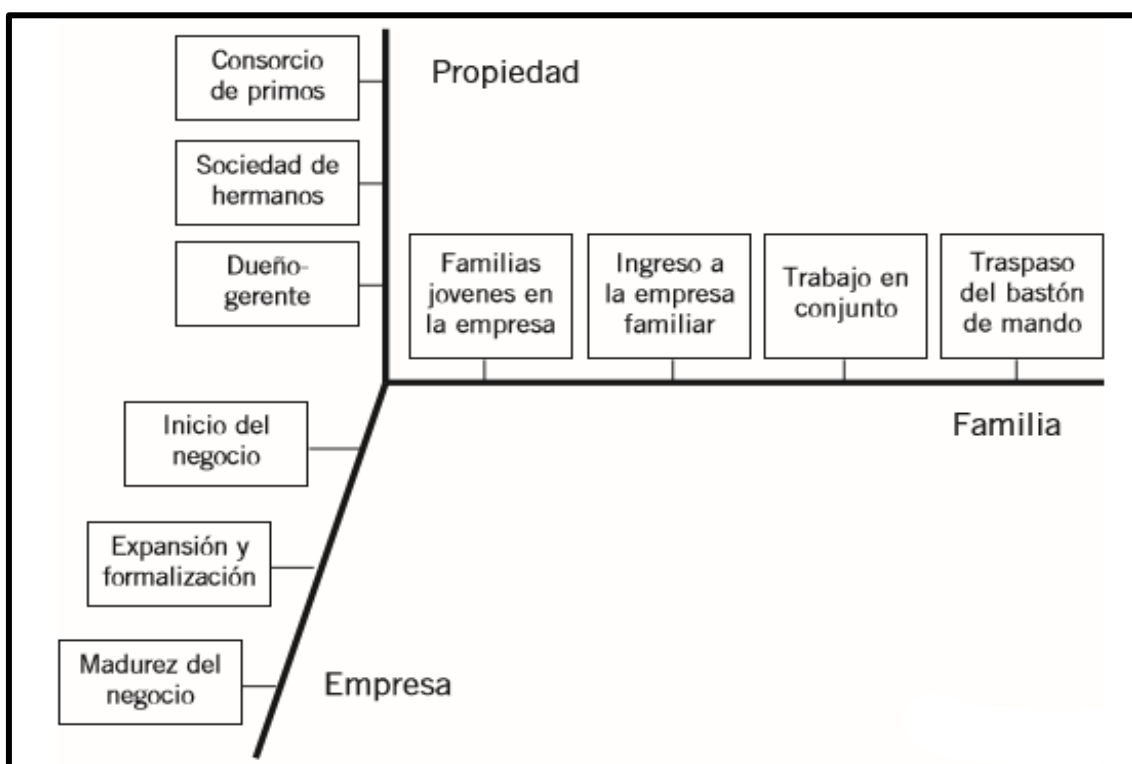 Consorcio
de primos
Propiedad
Sociedad de
hermanos
Dueño-
gerente
Familias
jovenes en
la empresa
Ingreso a
la empresa
familiar
Trabajo en
conjunto
Traspaso
del bastón
de mando
Familia
Inicio del
negocio
Expansión y
formalización
Madurez del
negocio
Empresa